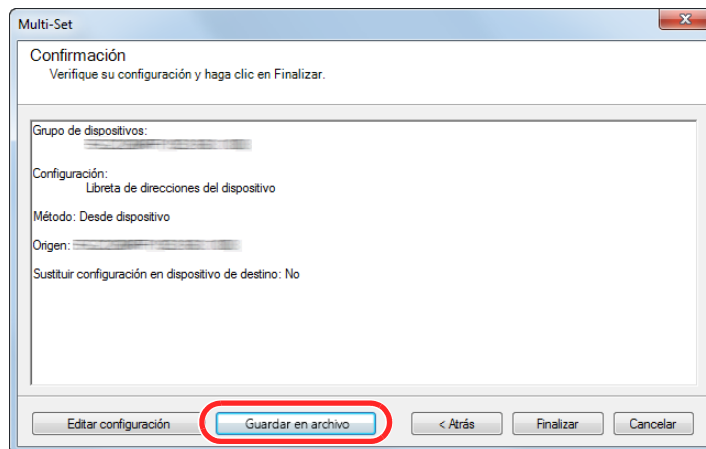 Multi-Set
Confirmación
Verifique su configuración y haga clic en Finalizar.
Grupo de dispositivos:
Configuración:
Libreta de direcciones del dispositivo
Método: Desde dispositivo
Origen:
Sustituir configuración en dispositivo de destino: No
Editar configuración
Guardar en archivo
< Atrás
Finalizar
Cancelar